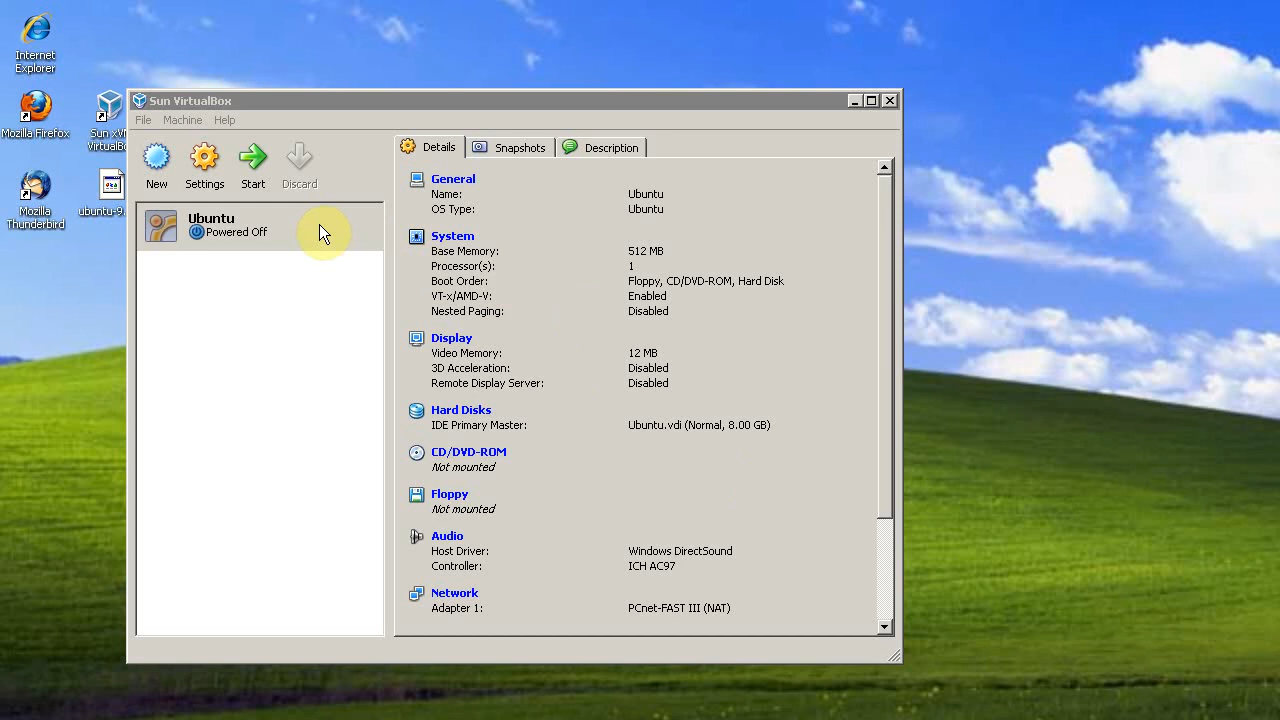 Internet
Explorer
Mozilla Firefox
Mozilla
Thunderbird
Sun xVM
VirtualBo
ubuntu-9.
Sun VirtualBox
File Machine Help
New Settings Start Discard
Ubuntu
Powered Off
Details Snapshots Description
General
Name: Ubuntu
OS Type: Ubuntu
System
Base Memory: 512 MB
Processor(s): 1
Boot Order: Floppy, CD/DVD-ROM, Hard Disk
VT-x/AMD-V: Enabled
Nested Paging: Disabled
Display
Video Memory: 12 MB
3D Acceleration: Disabled
Remote Display Server: Disabled
Hard Disks
IDE Primary Master: Ubuntu.vdi (Normal, 8.00 GB)
CD/DVD-ROM
Not mounted
Floppy
Not mounted
Audio
Host Driver: Windows DirectSound
Controller: ICH AC97
Network
Adapter 1: PCnet-FAST III (NAT)